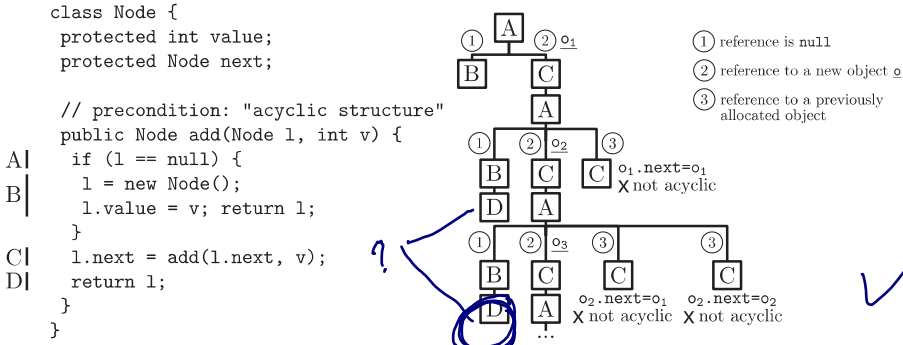 class Node {
protected int value;
protected Node next;
// precondition: "acyclic structure"
public Node add(Node l, int v) {
A if (l == null) {
B l = new Node();
l.value = v; return l;
}
C l.next = add(l.next, v);
D return l;
}
}
A
1 2 o1
B C
A
1 2 o2 3
B C C o1.next=o1
X not acyclic
D A
?
1 2 o3 3 3
B C C C
o2.next=o1 o2.next=o2
D A X not acyclic X not acyclic
...
1 reference is null
2 reference to a new object o
3 reference to a previously
allocated object